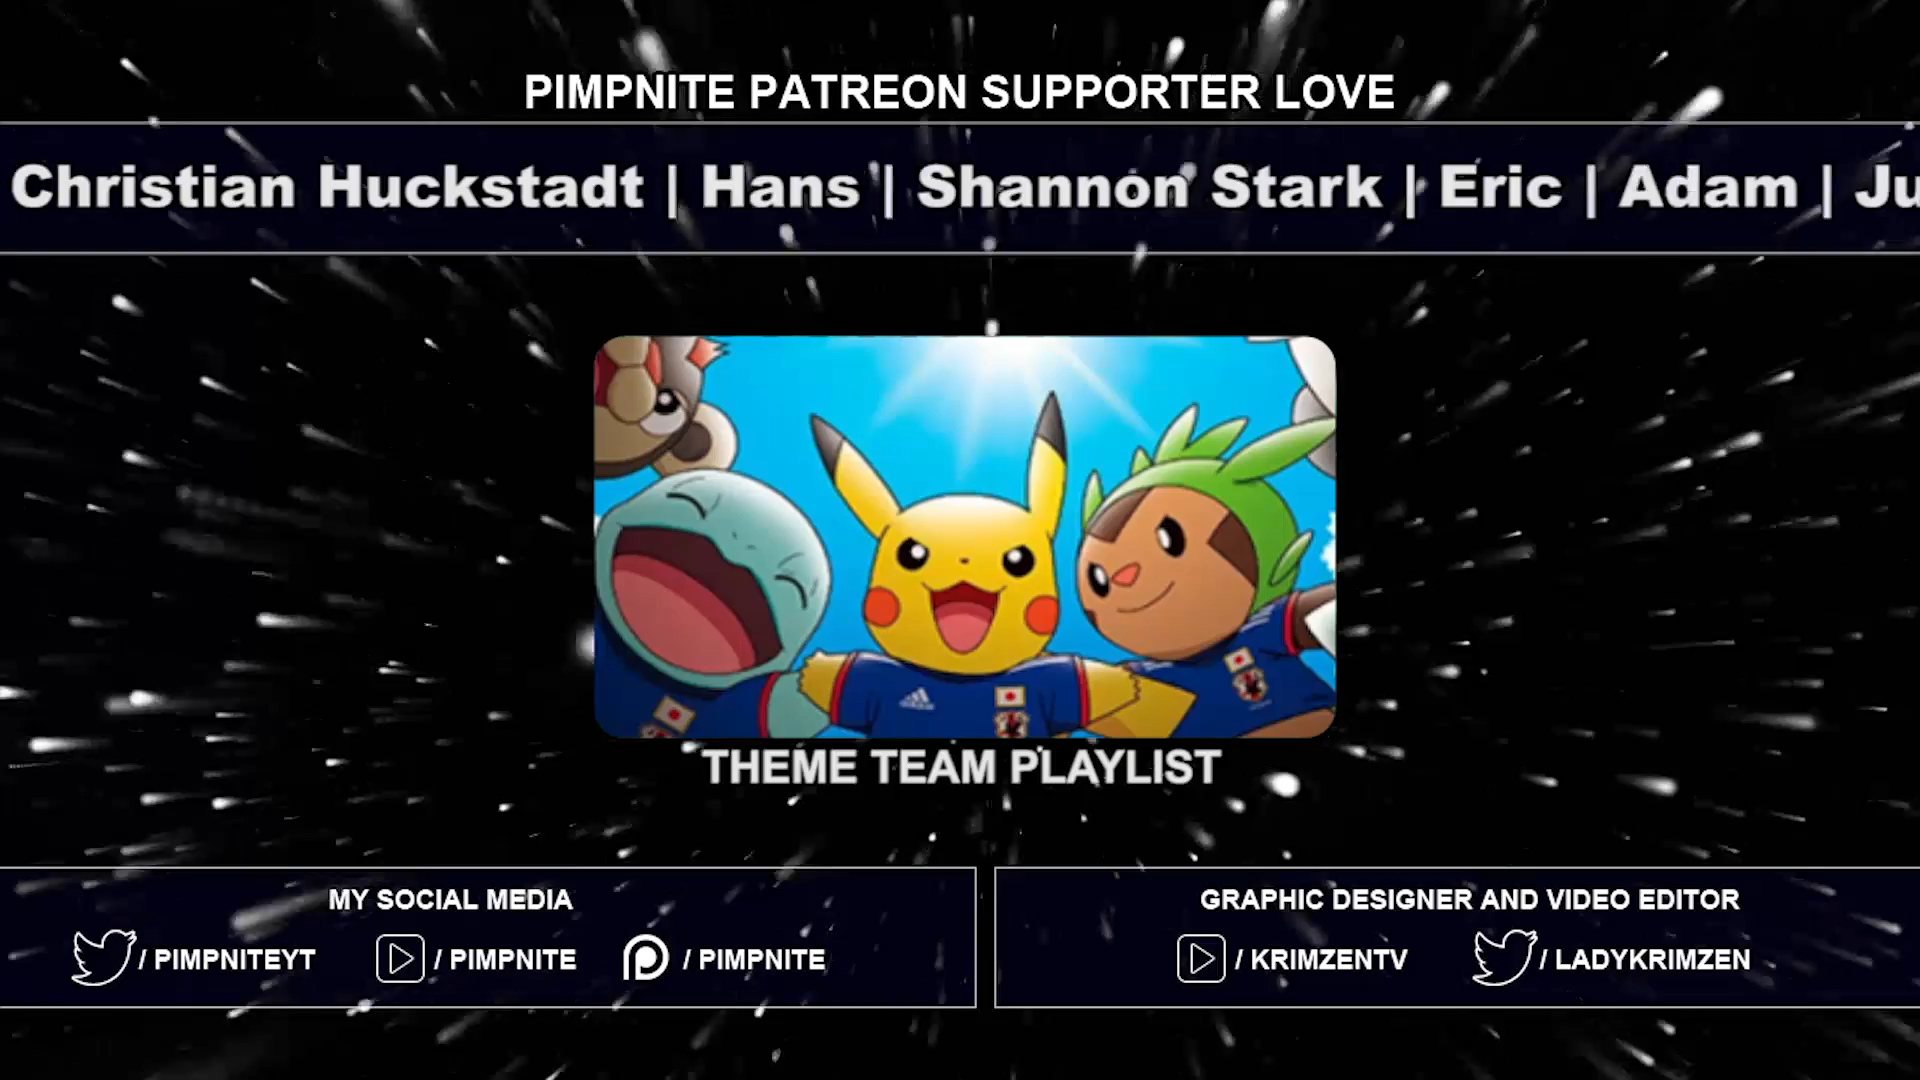 PIMPNITE PATREON SUPPORTER LOVE
Christian Huckstadt | Hans | Shannon Stark | Eric | Adam |
THEME TEAM PLAYLIST
MY SOCIAL MEDIA
/ PIMPNITEYT / PIMPNITE / PIMPNITE
GRAPHIC DESIGNER AND VIDEO EDITOR
/ KRIMZENTV / LADYKRIMZEN